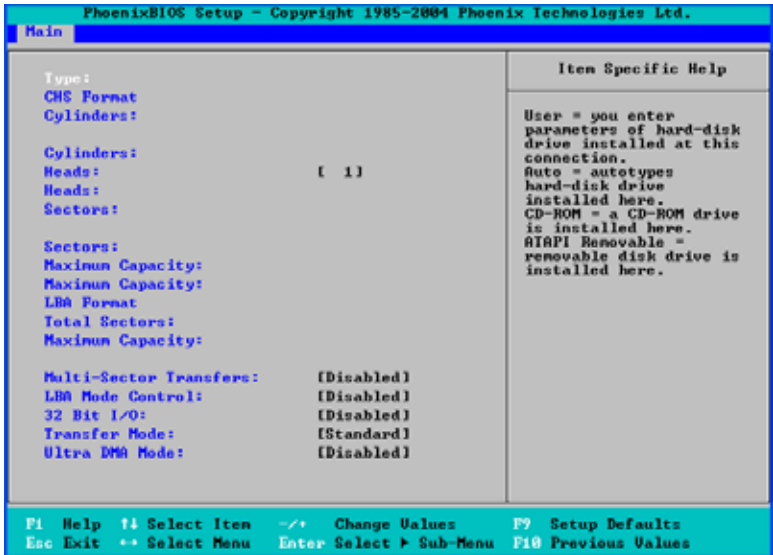 PhoenixBIOS Setup - Copyright 1985-2004 Phoenix Technologies Ltd.
Main
Type:
CHS Format
Cylinders:
Cylinders:
Heads: [ 1]
Heads:
Sectors:
Sectors:
Maximum Capacity:
Maximum Capacity:
LBA Format
Total Sectors:
Maximum Capacity:
Multi-Sector Transfers: [Disabled]
LBA Mode Control: [Disabled]
32 Bit I/O: [Disabled]
Transfer Mode: [Standard]
Ultra DMA Mode: [Disabled]
Item Specific Help
User = you enter
parameters of hard-disk
drive installed at this
connection.
Auto = autotypes
hard-disk drive
installed here.
CD-ROM = a CD-ROM drive
is installed here.
ATAPI Removable =
removable disk drive is
installed here.
F1 Help ↑↓ Select Item -/+ Change Values F9 Setup Defaults
Esc Exit ↔ Select Menu Enter Select ▶ Sub-Menu F10 Previous Values